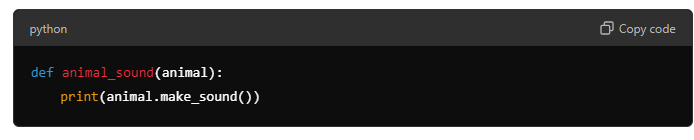 python Copy code
def animal_sound(animal):
    print(animal.make_sound())